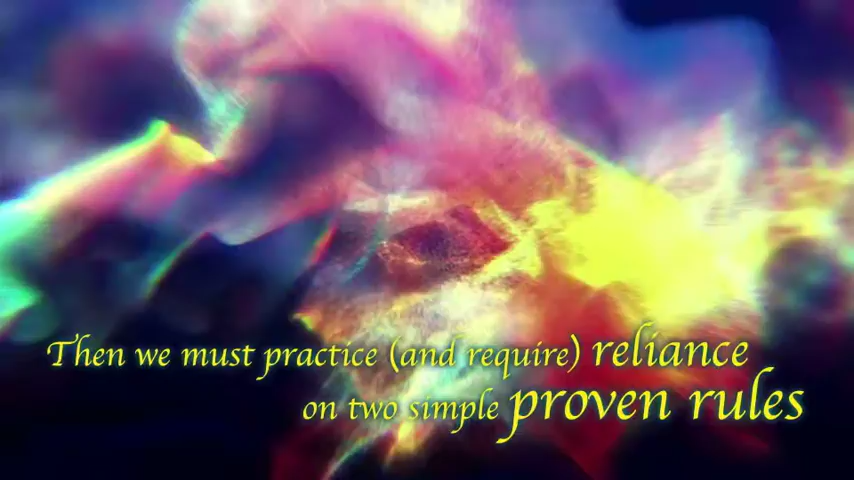 Then we must practice (and require) reliance
on two simple proven rules